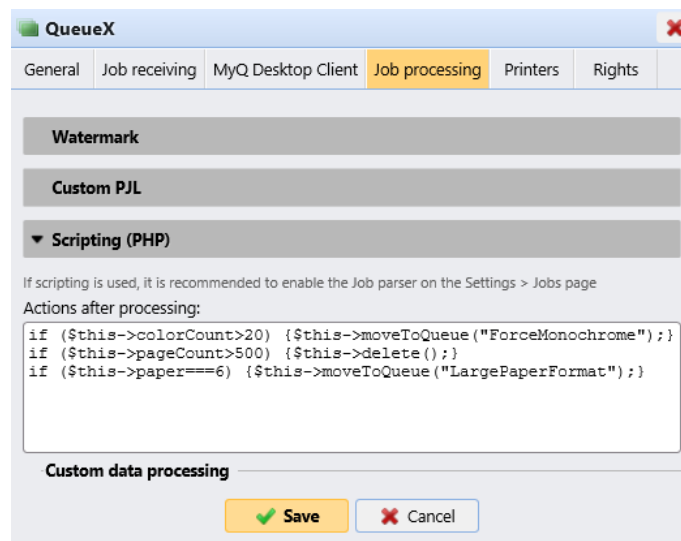 QueueX
General Job receiving MyQ Desktop Client Job processing Printers Rights
Watermark
Custom PJL
Scripting (PHP)
If scripting is used, it is recommended to enable the Job parser on the Settings > Jobs page
Actions after processing:
if ($this->colorCount>20) {$this->moveToQueue("ForceMonochrome");}
if ($this->pageCount>500) {$this->delete();}
if ($this->paper===6) {$this->moveToQueue("LargePaperFormat");}
Custom data processing
Save Cancel